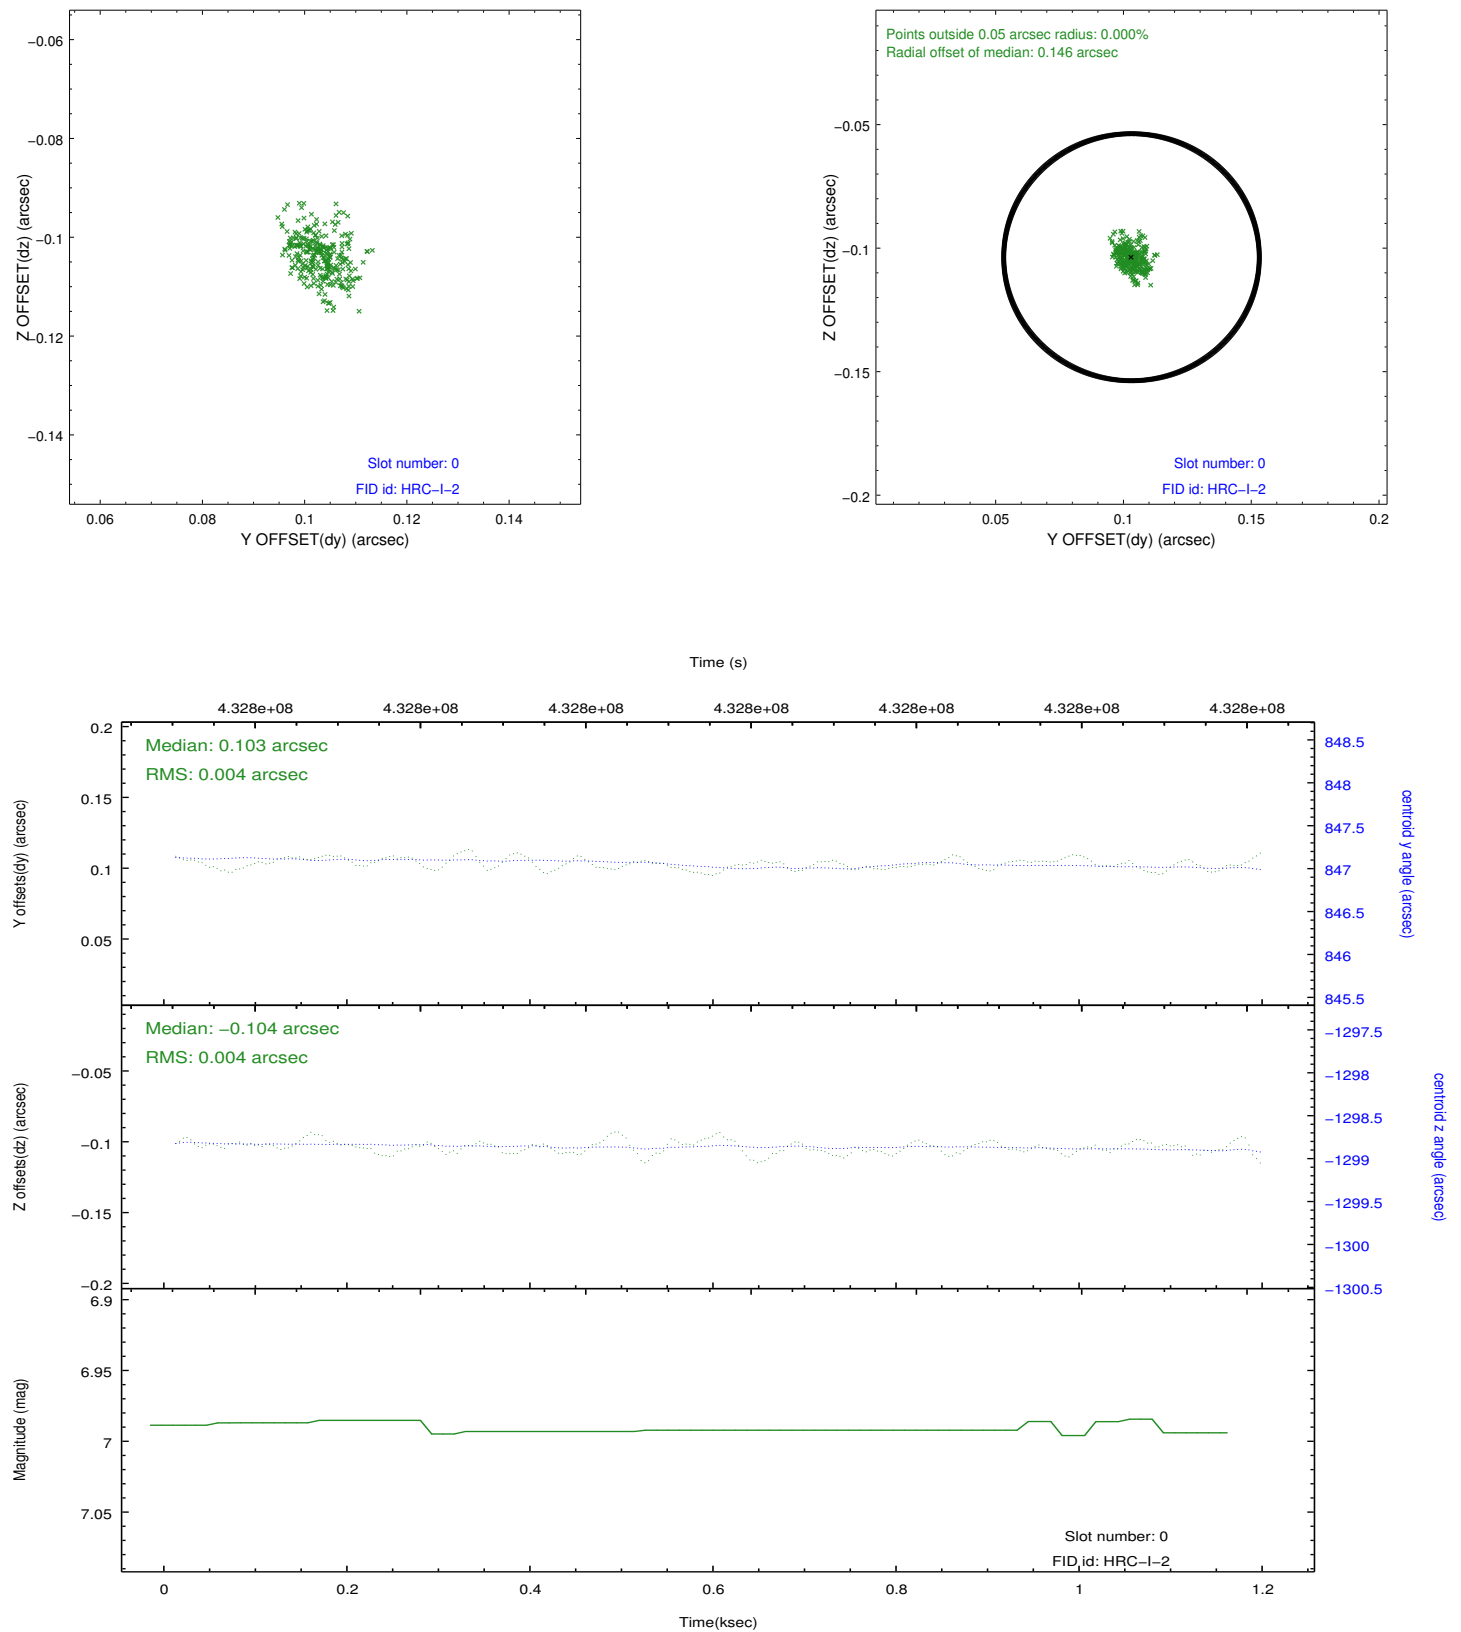 −0.06
−0.08
−0.1
−0.12
−0.14
Z OFFSET(dz) (arcsec)
Slot number: 0
FID id: HRC−I−2
0.06 0.08 0.1 0.12 0.14
Y OFFSET(dy) (arcsec)
Points outside 0.05 arcsec radius: 0.000%
Radial offset of median: 0.146 arcsec
−0.05
−0.1
−0.15
−0.2
Z OFFSET(dz) (arcsec)
Slot number: 0
FID id: HRC−I−2
0.05 0.1 0.15 0.2
Y OFFSET(dy) (arcsec)
Time (s)
4.328e+08 4.328e+08 4.328e+08 4.328e+08 4.328e+08 4.328e+08 4.328e+08
Median: 0.103 arcsec
RMS: 0.004 arcsec
0.2
0.15
0.1
0.05
Y offsets(dy) (arcsec)
848.5
848
847.5
847
846.5
846
845.5
centroid y angle (arcsec)
Median: −0.104 arcsec
RMS: 0.004 arcsec
−0.05
−0.1
−0.15
−0.2
Z offsets(dz) (arcsec)
−1297.5
−1298
−1298.5
−1299
−1299.5
−1300
−1300.5
centroid z angle (arcsec)
6.9
6.95
7
7.05
Magnitude (mag)
Slot number: 0
FID id: HRC−I−2
0 0.2 0.4 0.6 0.8 1 1.2
Time(ksec)